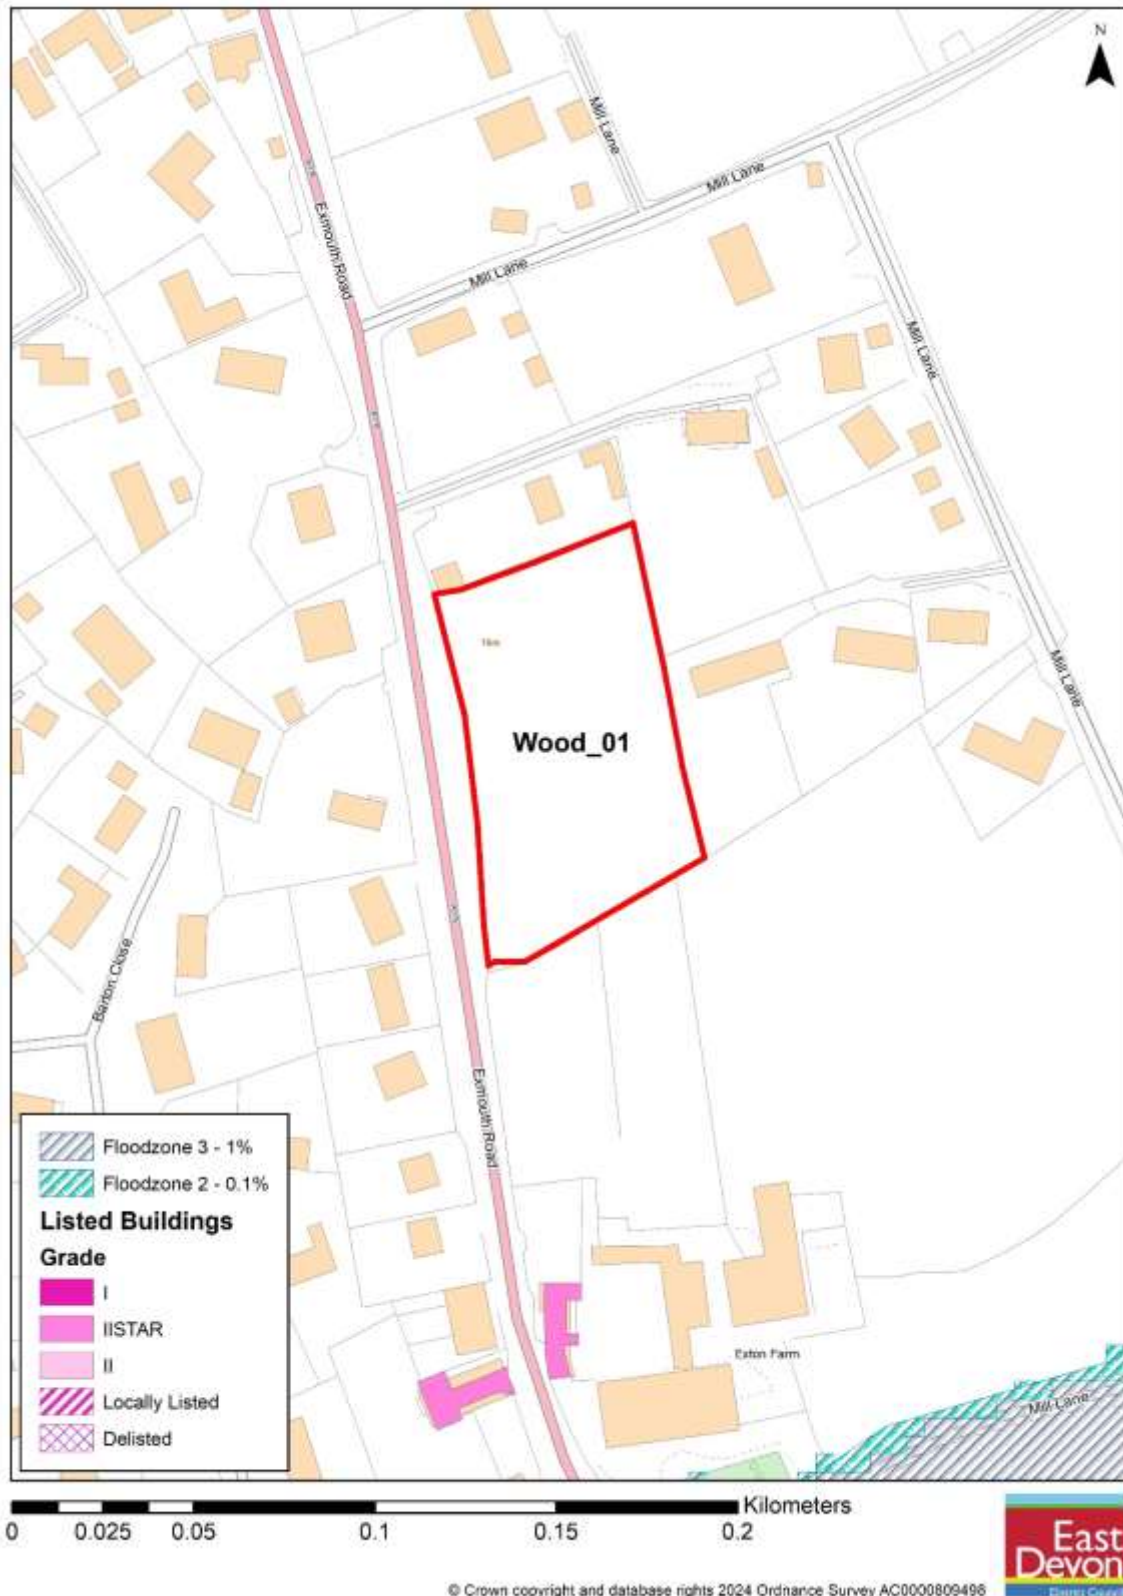 N
Mill Lane
Mill Lane
Exmouth Road
Mill Lane
Mill Lane
Mill Lane
Wood_01
Barton Close
Exmouth Road
Exton Farm
Mill Lane
Floodzone 3 - 1%
Floodzone 2 - 0.1%
Listed Buildings
Grade
I
IISTAR
II
Locally Listed
Delisted
Kilometers
0 0.025 0.05 0.1 0.15 0.2
East
Devon
© Crown copyright and database rights 2024 Ordnance Survey AC0000809498